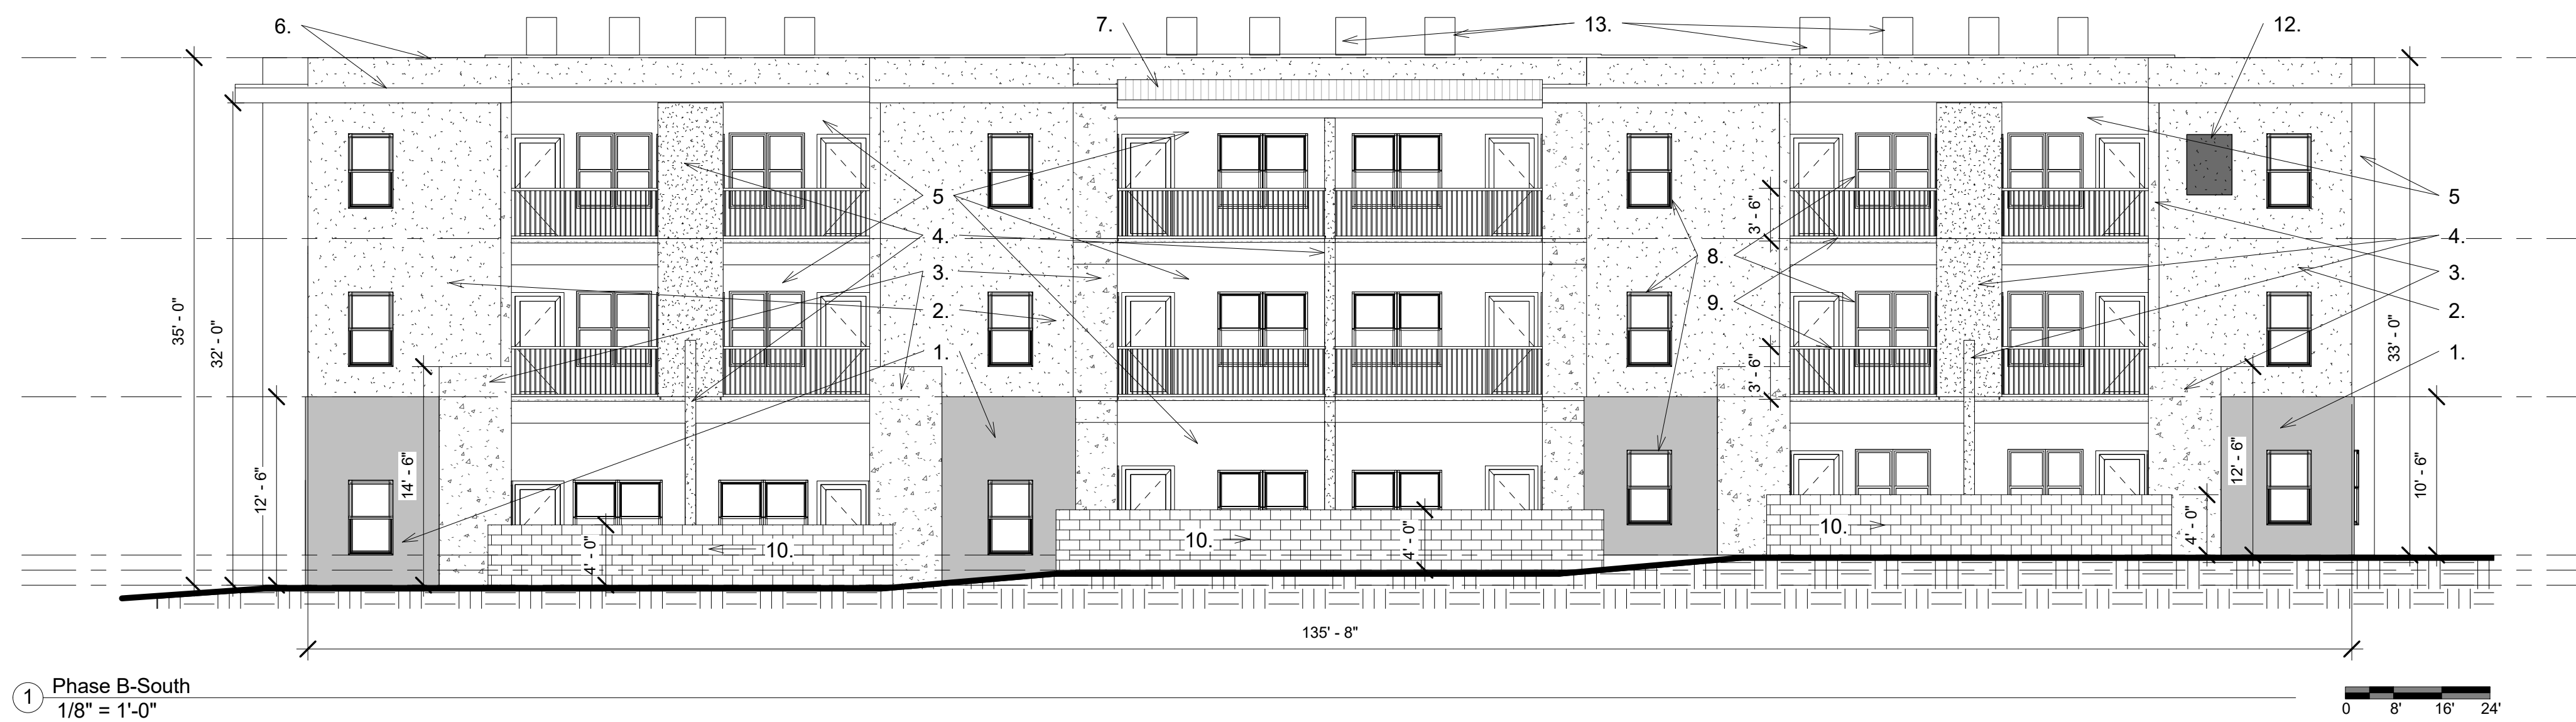 6.
7.
13.
12.
5
4.
3.
2.
1.
8.
9.
5
4.
3.
2.
1.
35' - 0"
32' - 0"
12' - 6"
14' - 6"
4' - 0"
10.
10.
4' - 0"
3' - 6"
3' - 6"
10.
4' - 0"
12' - 6"
33' - 0"
10' - 6"
135' - 8"
1 Phase B-South
1/8" = 1'-0"
0 8' 16' 24'